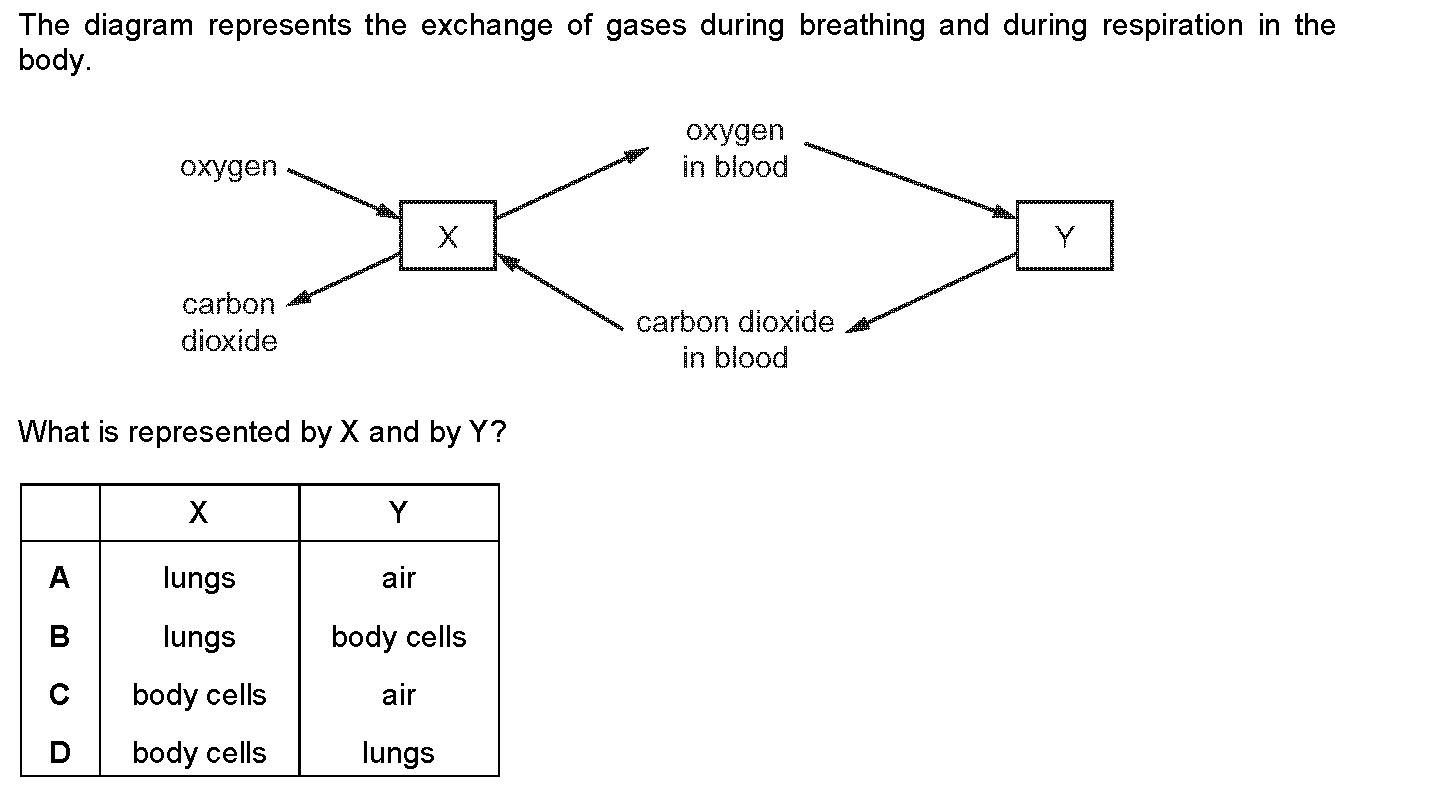 The diagram represents the exchange of gases during breathing and during respiration in the
body.
oxygen
in blood
oxygen
X
Y
carbon
dioxide
carbon dioxide
in blood
What is represented by X and by Y?
X Y
A lungs air
B lungs body cells
C body cells air
D body cells lungs